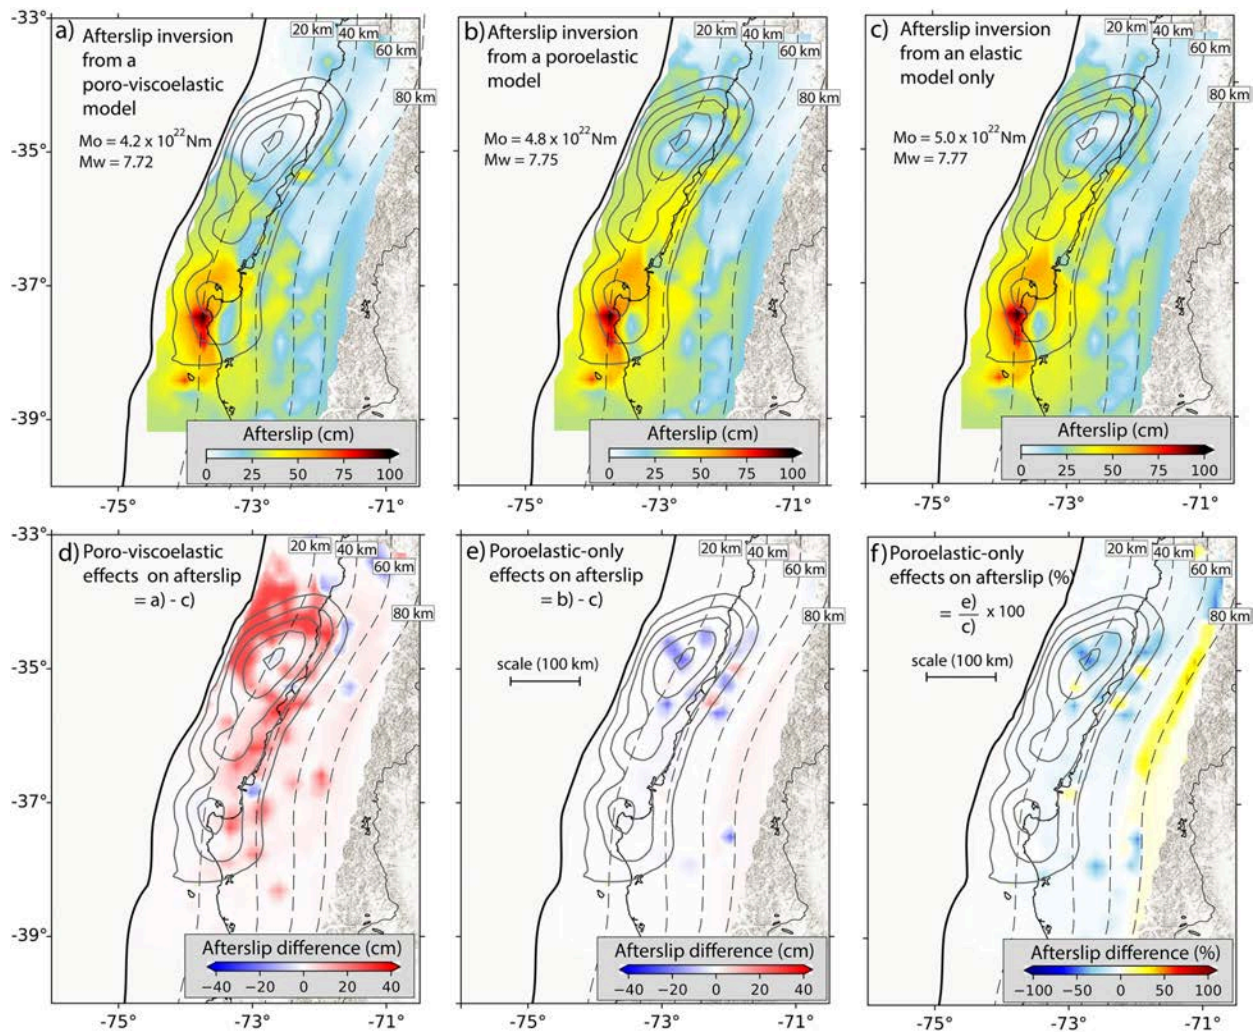 a) Afterslip inversion
from a
poro-viscoelastic
model
Mo = 4.2 x 10²² Nm
Mw = 7.72
20 km
40 km
60 km
80 km
-33°
-35°
-37°
-39°
Afterslip (cm)
0 25 50 75 100
-75° -73° -71°
b) Afterslip inversion
from a poroelastic
model
Mo = 4.8 x 10²² Nm
Mw = 7.75
20 km
40 km
60 km
80 km
Afterslip (cm)
0 25 50 75 100
-75° -73° -71°
c) Afterslip inversion
from an elastic
model only
Mo = 5.0 x 10²² Nm
Mw = 7.77
20 km
40 km
60 km
80 km
Afterslip (cm)
0 25 50 75 100
-75° -73° -71°
d) Poro-viscoelastic
effects on afterslip
= a) - c)
20 km
40 km
60 km
80 km
-33°
-35°
-37°
-39°
Afterslip difference (cm)
−40 −20 0 20 40
-75° -73° -71°
e) Poroelastic-only
effects on afterslip
= b) - c)
scale (100 km)
20 km
40 km
60 km
80 km
Afterslip difference (cm)
−40 −20 0 20 40
-75° -73° -71°
f) Poroelastic-only
effects on afterslip (%)
= e) / c) x 100
scale (100 km)
20 km
40 km
60 km
80 km
Afterslip difference (%)
−100 −50 0 50 100
-75° -73° -71°